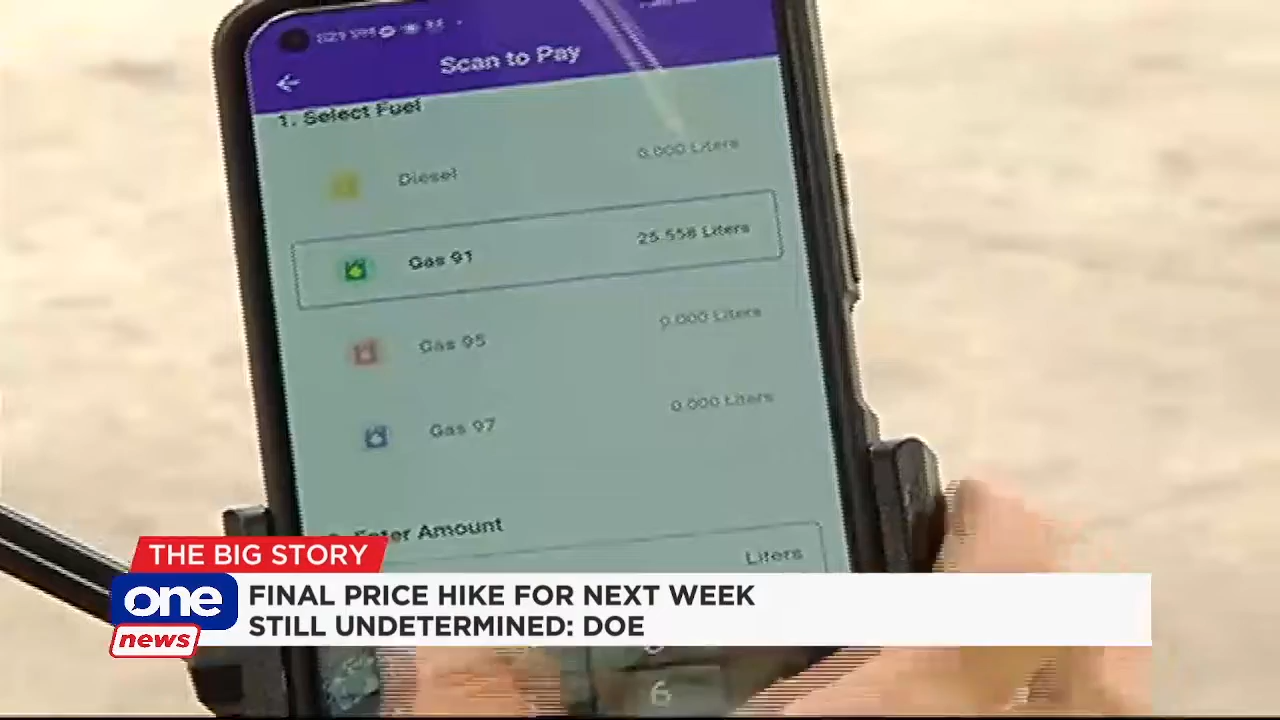 Scan to Pay
1. Select Fuel
Diesel
0.000 Liters
Gas 91
25.558 Liters
Gas 95
0.000 Liters
Gas 97
0.000 Liters
Enter Amount
Liters
THE BIG STORY
one
news
FINAL PRICE HIKE FOR NEXT WEEK
STILL UNDETERMINED: DOE
6